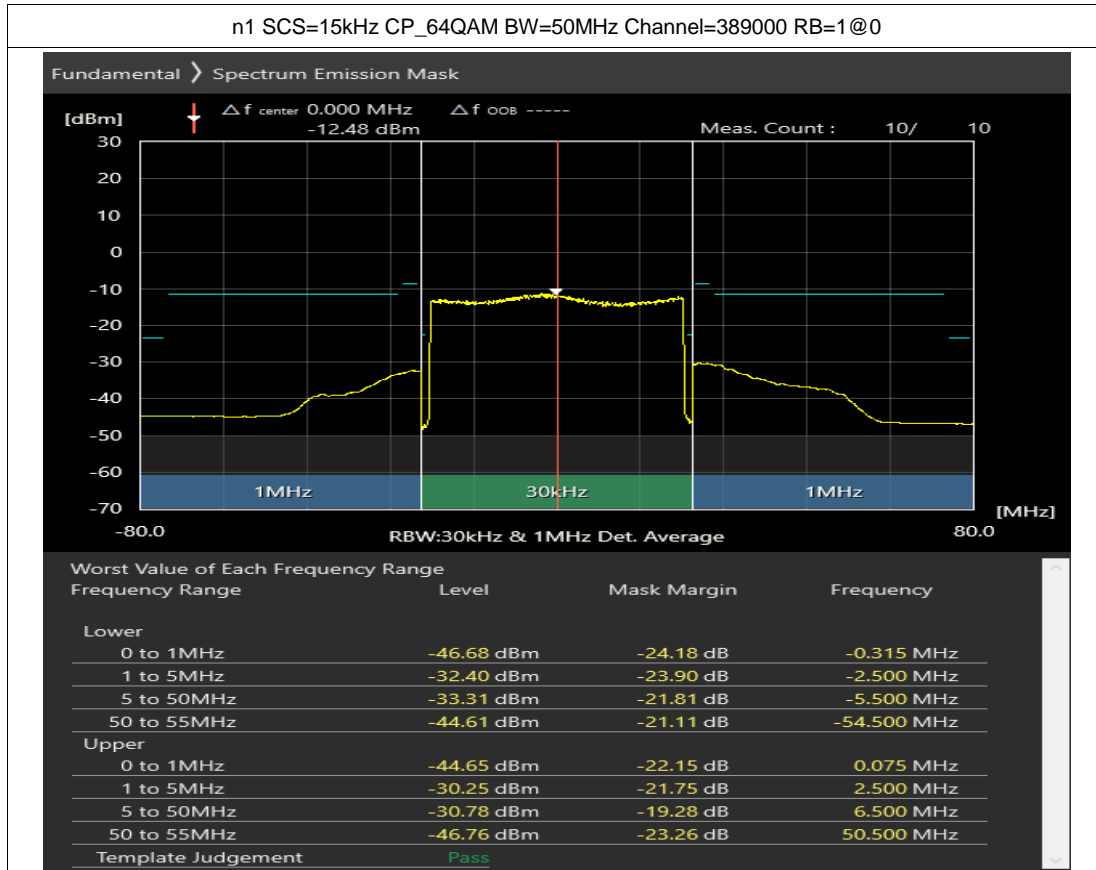 n1 SCS=15kHz CP_64QAM BW=50MHz Channel=389000 RB=1@0
Fundamental ❯ Spectrum Emission Mask
[dBm] Δf center 0.000 MHz Δf OOB -----
-12.48 dBm Meas. Count : 10/ 10
30
20
10
0
-10
-20
-30
-40
-50
-60
1MHz 30kHz 1MHz
-70
[MHz]
-80.0 RBW:30kHz & 1MHz Det. Average 80.0
Worst Value of Each Frequency Range
Frequency Range Level Mask Margin Frequency
Lower
0 to 1MHz -46.68 dBm -24.18 dB -0.315 MHz
1 to 5MHz -32.40 dBm -23.90 dB -2.500 MHz
5 to 50MHz -33.31 dBm -21.81 dB -5.500 MHz
50 to 55MHz -44.61 dBm -21.11 dB -54.500 MHz
Upper
0 to 1MHz -44.65 dBm -22.15 dB 0.075 MHz
1 to 5MHz -30.25 dBm -21.75 dB 2.500 MHz
5 to 50MHz -30.78 dBm -19.28 dB 6.500 MHz
50 to 55MHz -46.76 dBm -23.26 dB 50.500 MHz
Template Judgement Pass